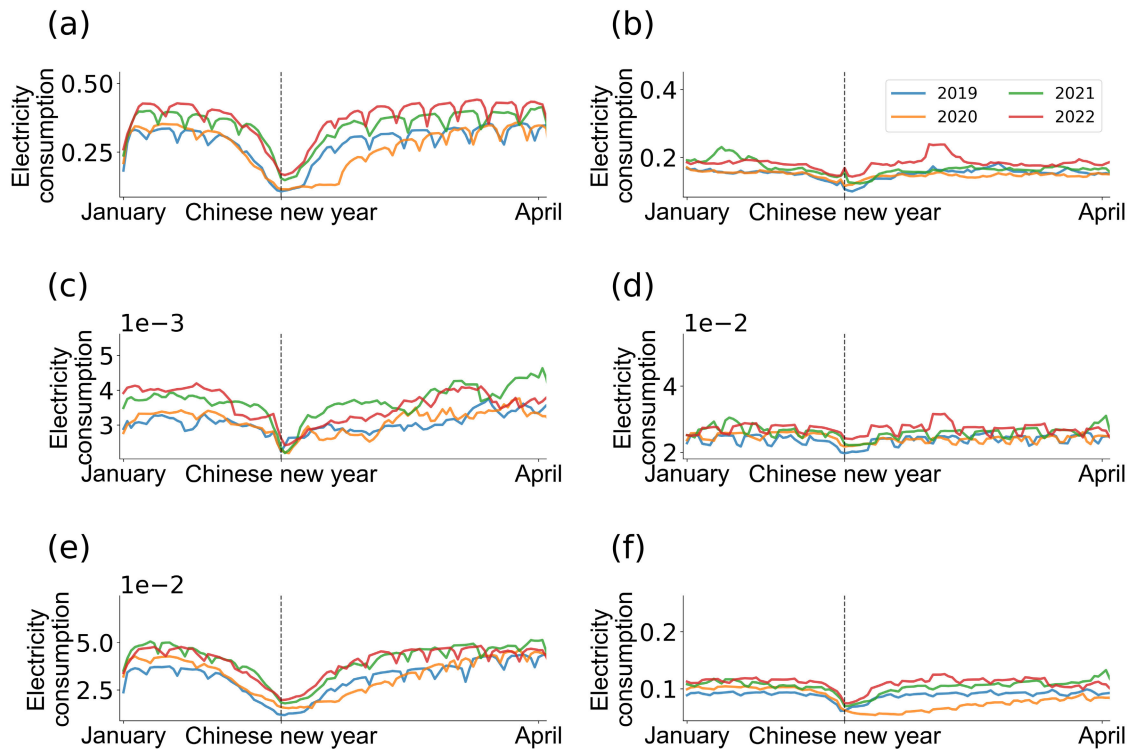 (a)
Electricity
consumption
0.50
0.25
January
Chinese new year
April
(b)
Electricity
consumption
0.4
0.2
2019
2020
2021
2022
January
Chinese new year
April
(c)
1e−3
Electricity
consumption
5
4
3
January
Chinese new year
April
(d)
1e−2
Electricity
consumption
4
2
January
Chinese new year
April
(e)
1e−2
Electricity
consumption
5.0
2.5
January
Chinese new year
April
(f)
Electricity
consumption
0.2
0.1
January
Chinese new year
April